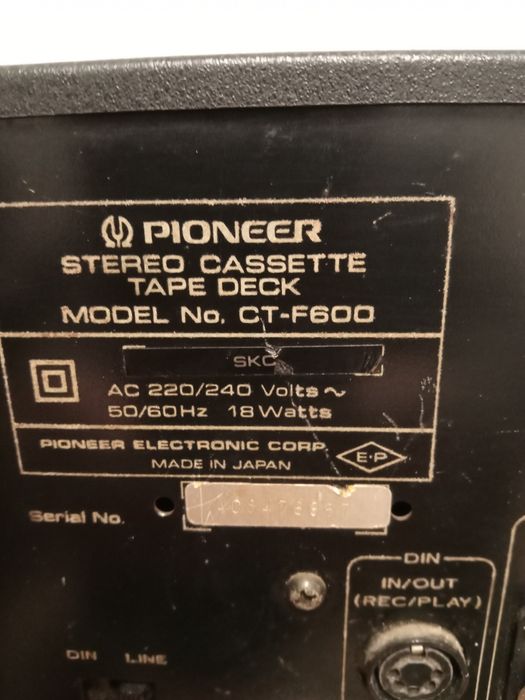 PIONEER
STEREO CASSETTE
TAPE DECK
MODEL No. CT-F600
SKC
AC 220/240 Volts ~
50/60Hz 18 Watts
PIONEER ELECTRONIC CORP.
MADE IN JAPAN
E·P
Serial No.
DIN
IN/OUT
(REC/PLAY)
DIN LINE